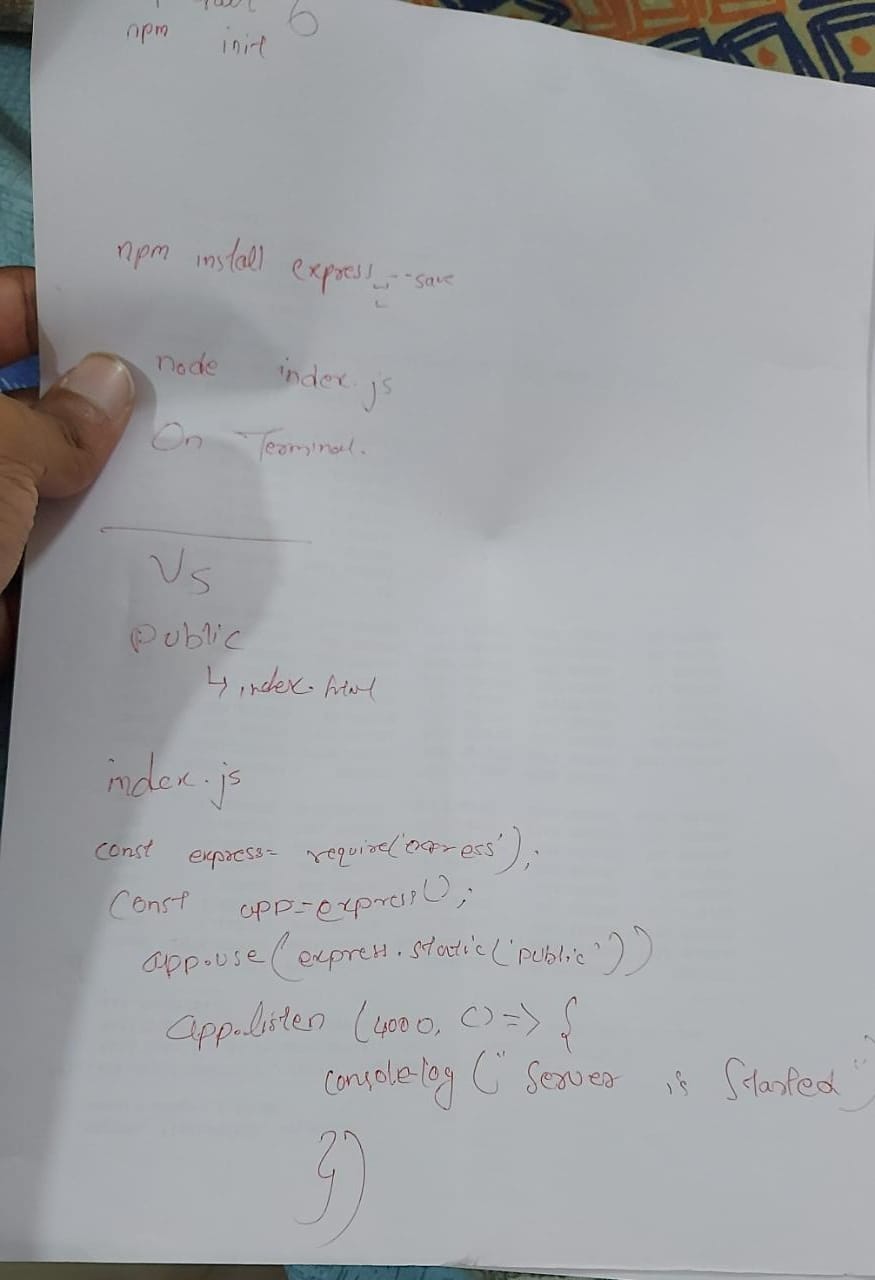 6
npm init
npm install express --save
node index.js
On Terminal.
VS
public
↳ index.html
index.js
const express= require('express');
const app=express();
app.use(express.static('public'))
app.listen (4000, ()=> {
console.log (" Server is Started ")
})